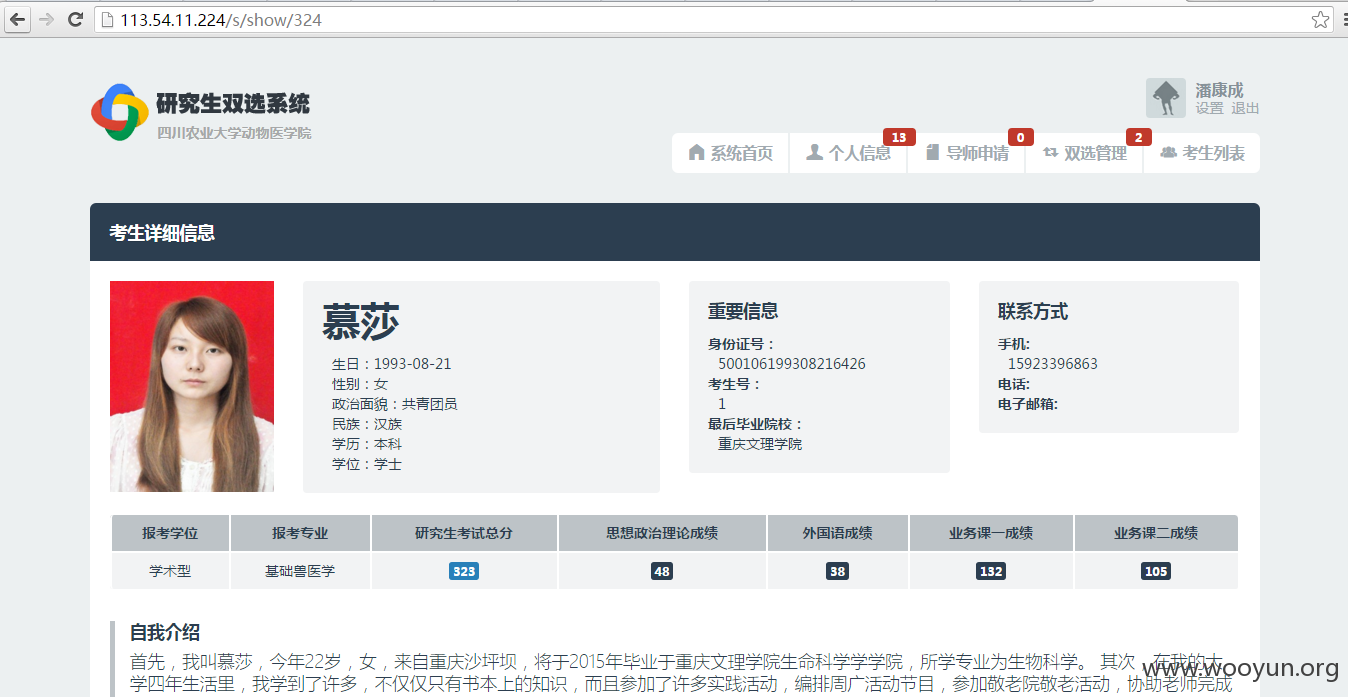 113.54.11.224/s/show/324
研究生双选系统
四川农业大学动物医学院
潘康成
设置 退出
系统首页 个人信息 13 导师申请 0 双选管理 2 考生列表
考生详细信息
慕莎
生日：1993-08-21
性别：女
政治面貌：共青团员
民族：汉族
学历：本科
学位：学士
重要信息
身份证号：
500106199308216426
考生号：
1
最后毕业院校：
重庆文理学院
联系方式
手机:
15923396863
电话:
电子邮箱:
报考学位 报考专业 研究生考试总分 思想政治理论成绩 外国语成绩 业务课一成绩 业务课二成绩
学术型 基础兽医学 323 48 38 132 105
自我介绍
首先，我叫慕莎，今年22岁，女，来自重庆沙坪坝，将于2015年毕业于重庆文理学院生命科学学学院，所学专业为生物科学。 其次，在我的大
学四年生活里，我学到了许多，不仅仅只有书本上的知识，而且参加了许多实践活动，编排周广活动节目，参加敬老院敬老活动，协助老师完成
www.wooyun.org